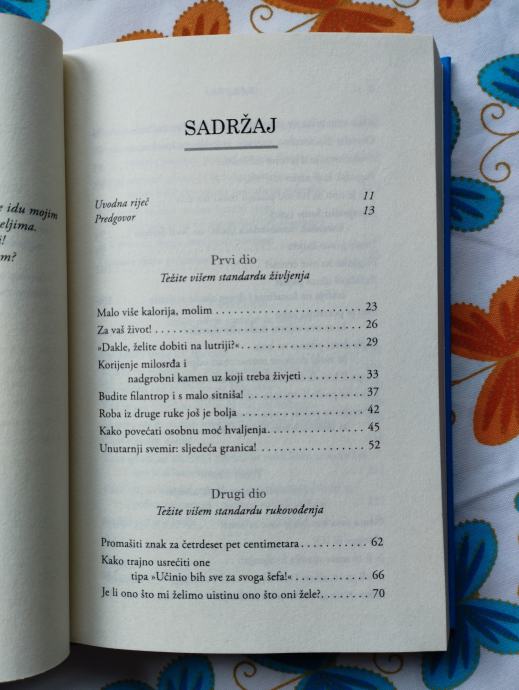 e idu mojim
eljima.
!
m?
SADRŽAJ
Uvodna riječ 11
Predgovor 13
Prvi dio
Težite višem standardu življenja
Malo više kalorija, molim . . . . . . . . . . . . . . . . . . . . . . . 23
Za vaš život! . . . . . . . . . . . . . . . . . . . . . . . . . . . . . . . . 26
»Dakle, želite dobiti na lutriji?«. . . . . . . . . . . . . . . . . . . 29
Korijenje milosrđa i
nadgrobni kamen uz koji treba živjeti . . . . . . . . . . 33
Budite filantrop i s malo sitniša! . . . . . . . . . . . . . . . . . . 37
Roba iz druge ruke još je bolja . . . . . . . . . . . . . . . . . . . 42
Kako povećati osobnu moć hvaljenja. . . . . . . . . . . . . . . 45
Unutarnji svemir: sljedeća granica! . . . . . . . . . . . . . . . . 52
Drugi dio
Težite višem standardu rukovođenja
Promašiti znak za četrdeset pet centimetara . . . . . . . . . . 62
Kako trajno usrećiti one
tipa »Učinio bih sve za svoga šefa!« . . . . . . . . . . . . 66
Je li ono što mi želimo uistinu ono što oni žele?. . . . . . . . 70